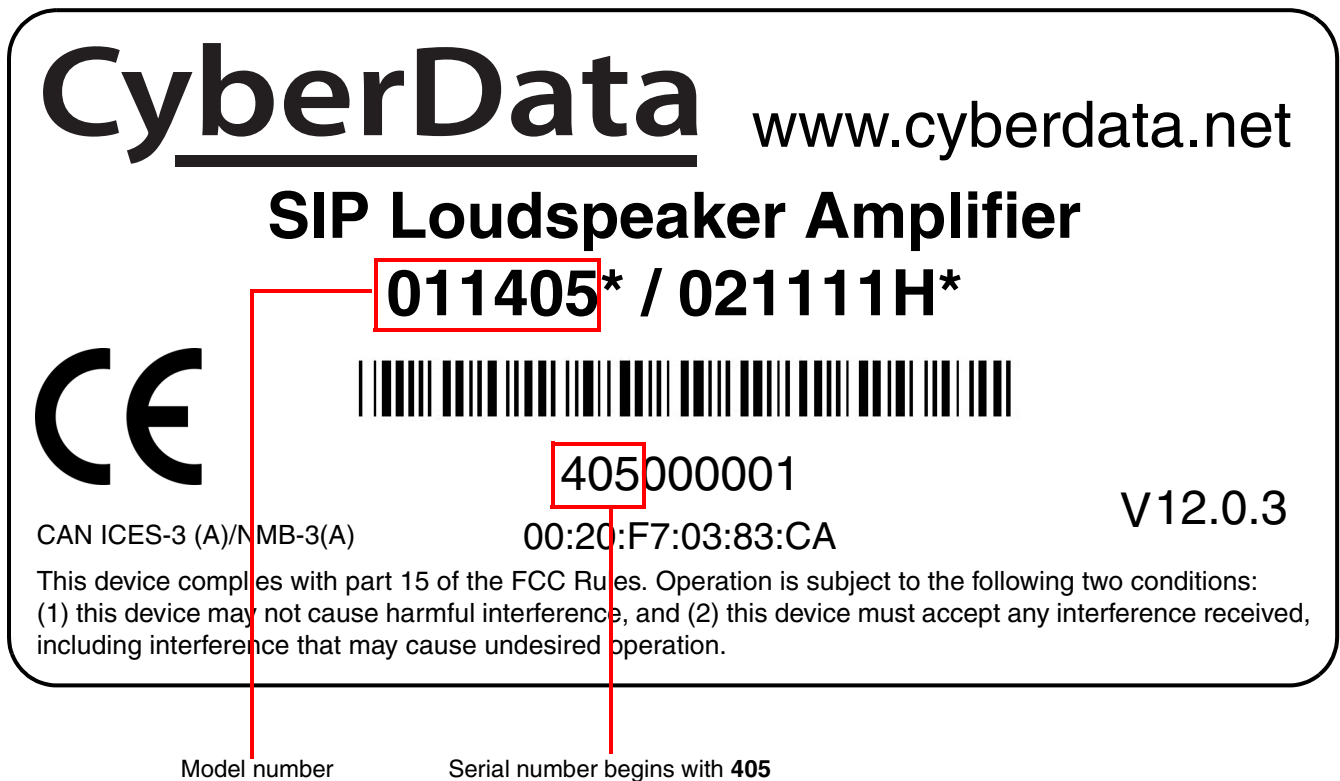 CyberData www.cyberdata.net
SIP Loudspeaker Amplifier
011405* / 021111H*
405000001
V12.0.3
CAN ICES-3 (A)/NMB-3(A) 00:20:F7:03:83:CA
This device complies with part 15 of the FCC Rules. Operation is subject to the following two conditions:
(1) this device may not cause harmful interference, and (2) this device must accept any interference received,
including interference that may cause undesired operation.
Model number Serial number begins with 405